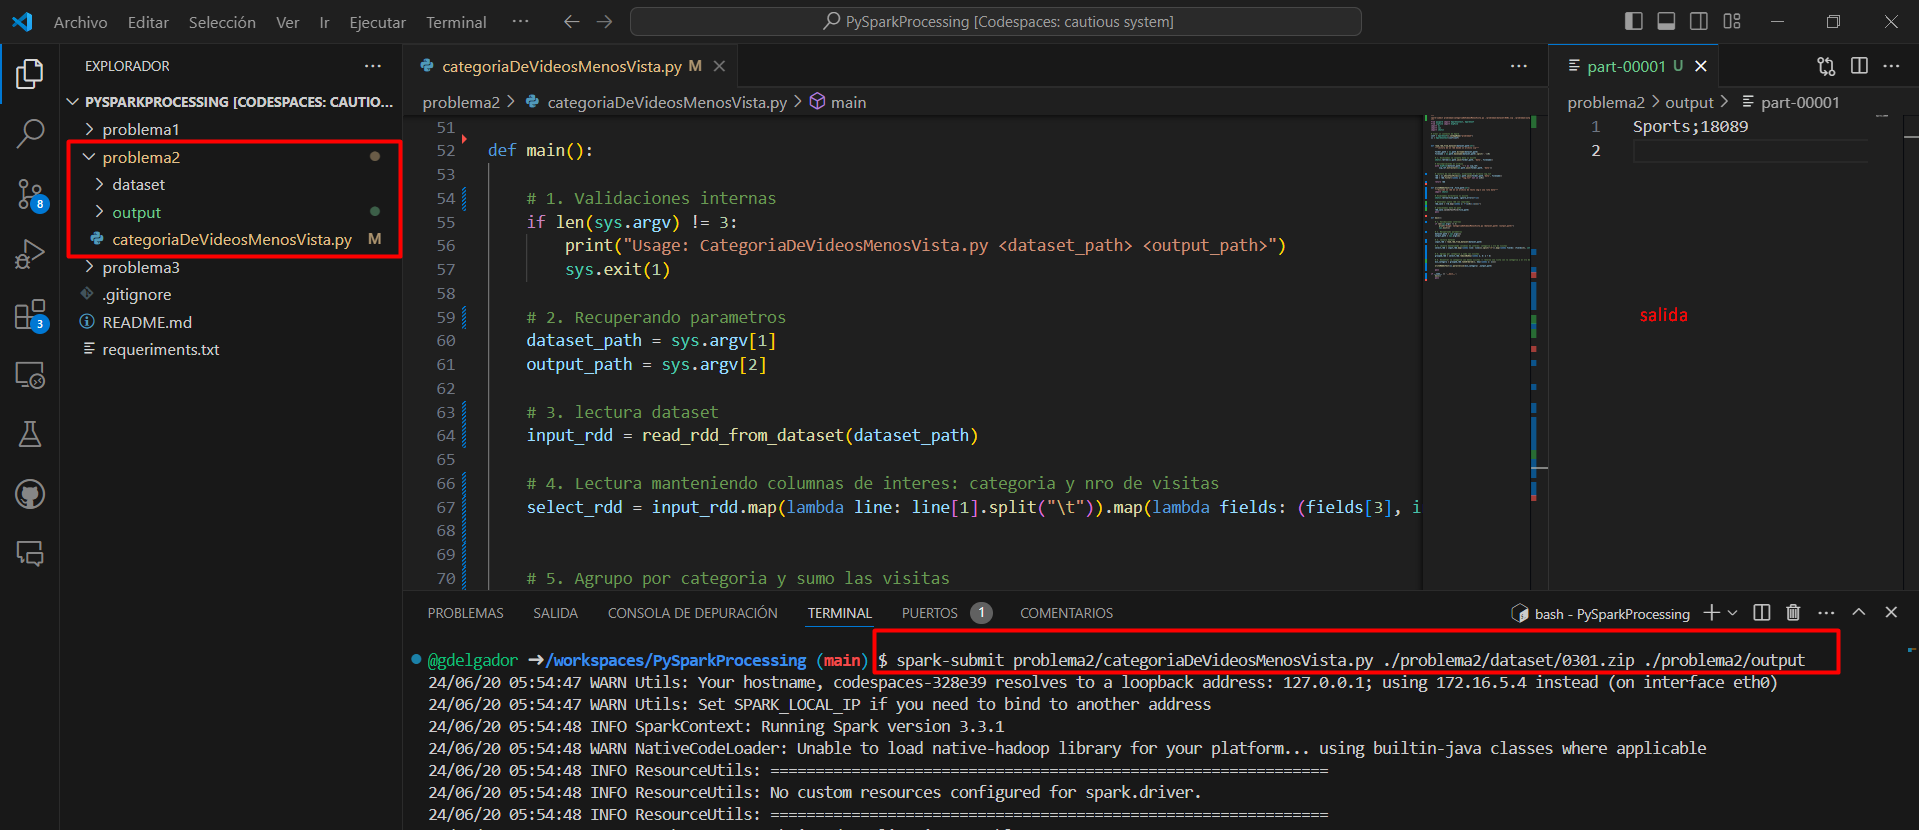 Archivo Editar Selección Ver Ir Ejecutar Terminal ··· PySparkProcessing [Codespaces: cautious system]
EXPLORADOR ···
PYSPARKPROCESSING [CODESPACES: CAUTIO...
problema1
problema2
dataset
output
categoriaDeVideosMenosVista.py M
problema3
.gitignore
README.md
requeriments.txt
8
3
categoriaDeVideosMenosVista.py M
problema2 > categoriaDeVideosMenosVista.py > main
51
52 def main():
53
54 # 1. Validaciones internas
55 if len(sys.argv) != 3:
56 print("Usage: CategoriaDeVideosMenosVista.py <dataset_path> <output_path>")
57 sys.exit(1)
58
59 # 2. Recuperando parametros
60 dataset_path = sys.argv[1]
61 output_path = sys.argv[2]
62
63 # 3. lectura dataset
64 input_rdd = read_rdd_from_dataset(dataset_path)
65
66 # 4. Lectura manteniendo columnas de interes: categoria y nro de visitas
67 select_rdd = input_rdd.map(lambda line: line[1].split("\t")).map(lambda fields: (fields[3], i
68
69
70 # 5. Agrupo por categoria y sumo las visitas
part-00001 U
problema2 > output > part-00001
1 Sports;18089
2
salida
PROBLEMAS SALIDA CONSOLA DE DEPURACIÓN TERMINAL PUERTOS 1 COMENTARIOS
bash - PySparkProcessing
@gdelgador ➜/workspaces/PySparkProcessing (main) $ spark-submit problema2/categoriaDeVideosMenosVista.py ./problema2/dataset/0301.zip ./problema2/output
24/06/20 05:54:47 WARN Utils: Your hostname, codespaces-328e39 resolves to a loopback address: 127.0.0.1; using 172.16.5.4 instead (on interface eth0)
24/06/20 05:54:47 WARN Utils: Set SPARK_LOCAL_IP if you need to bind to another address
24/06/20 05:54:48 INFO SparkContext: Running Spark version 3.3.1
24/06/20 05:54:48 WARN NativeCodeLoader: Unable to load native-hadoop library for your platform... using builtin-java classes where applicable
24/06/20 05:54:48 INFO ResourceUtils: ==============================================================
24/06/20 05:54:48 INFO ResourceUtils: No custom resources configured for spark.driver.
24/06/20 05:54:48 INFO ResourceUtils: ==============================================================